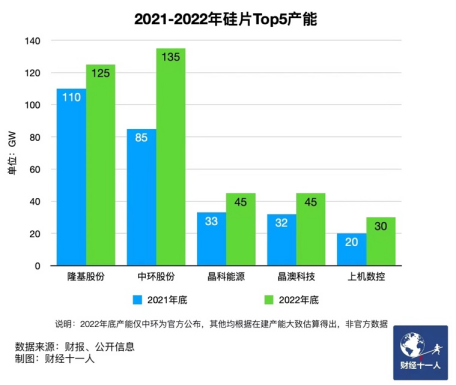 2021-2022年硅片Top5产能
单位：GW
140
120
100
80
60
40
20
0
110
125
85
135
33
45
32
45
20
30
隆基股份
中环股份
晶科能源
晶澳科技
上机数控
2021年底
2022年底
说明：2022年底产能仅中环为官方公布，其他均根据在建产能大致估算得出，非官方数据
数据来源：财报、公开信息
制图：财经十一人
财经十一人